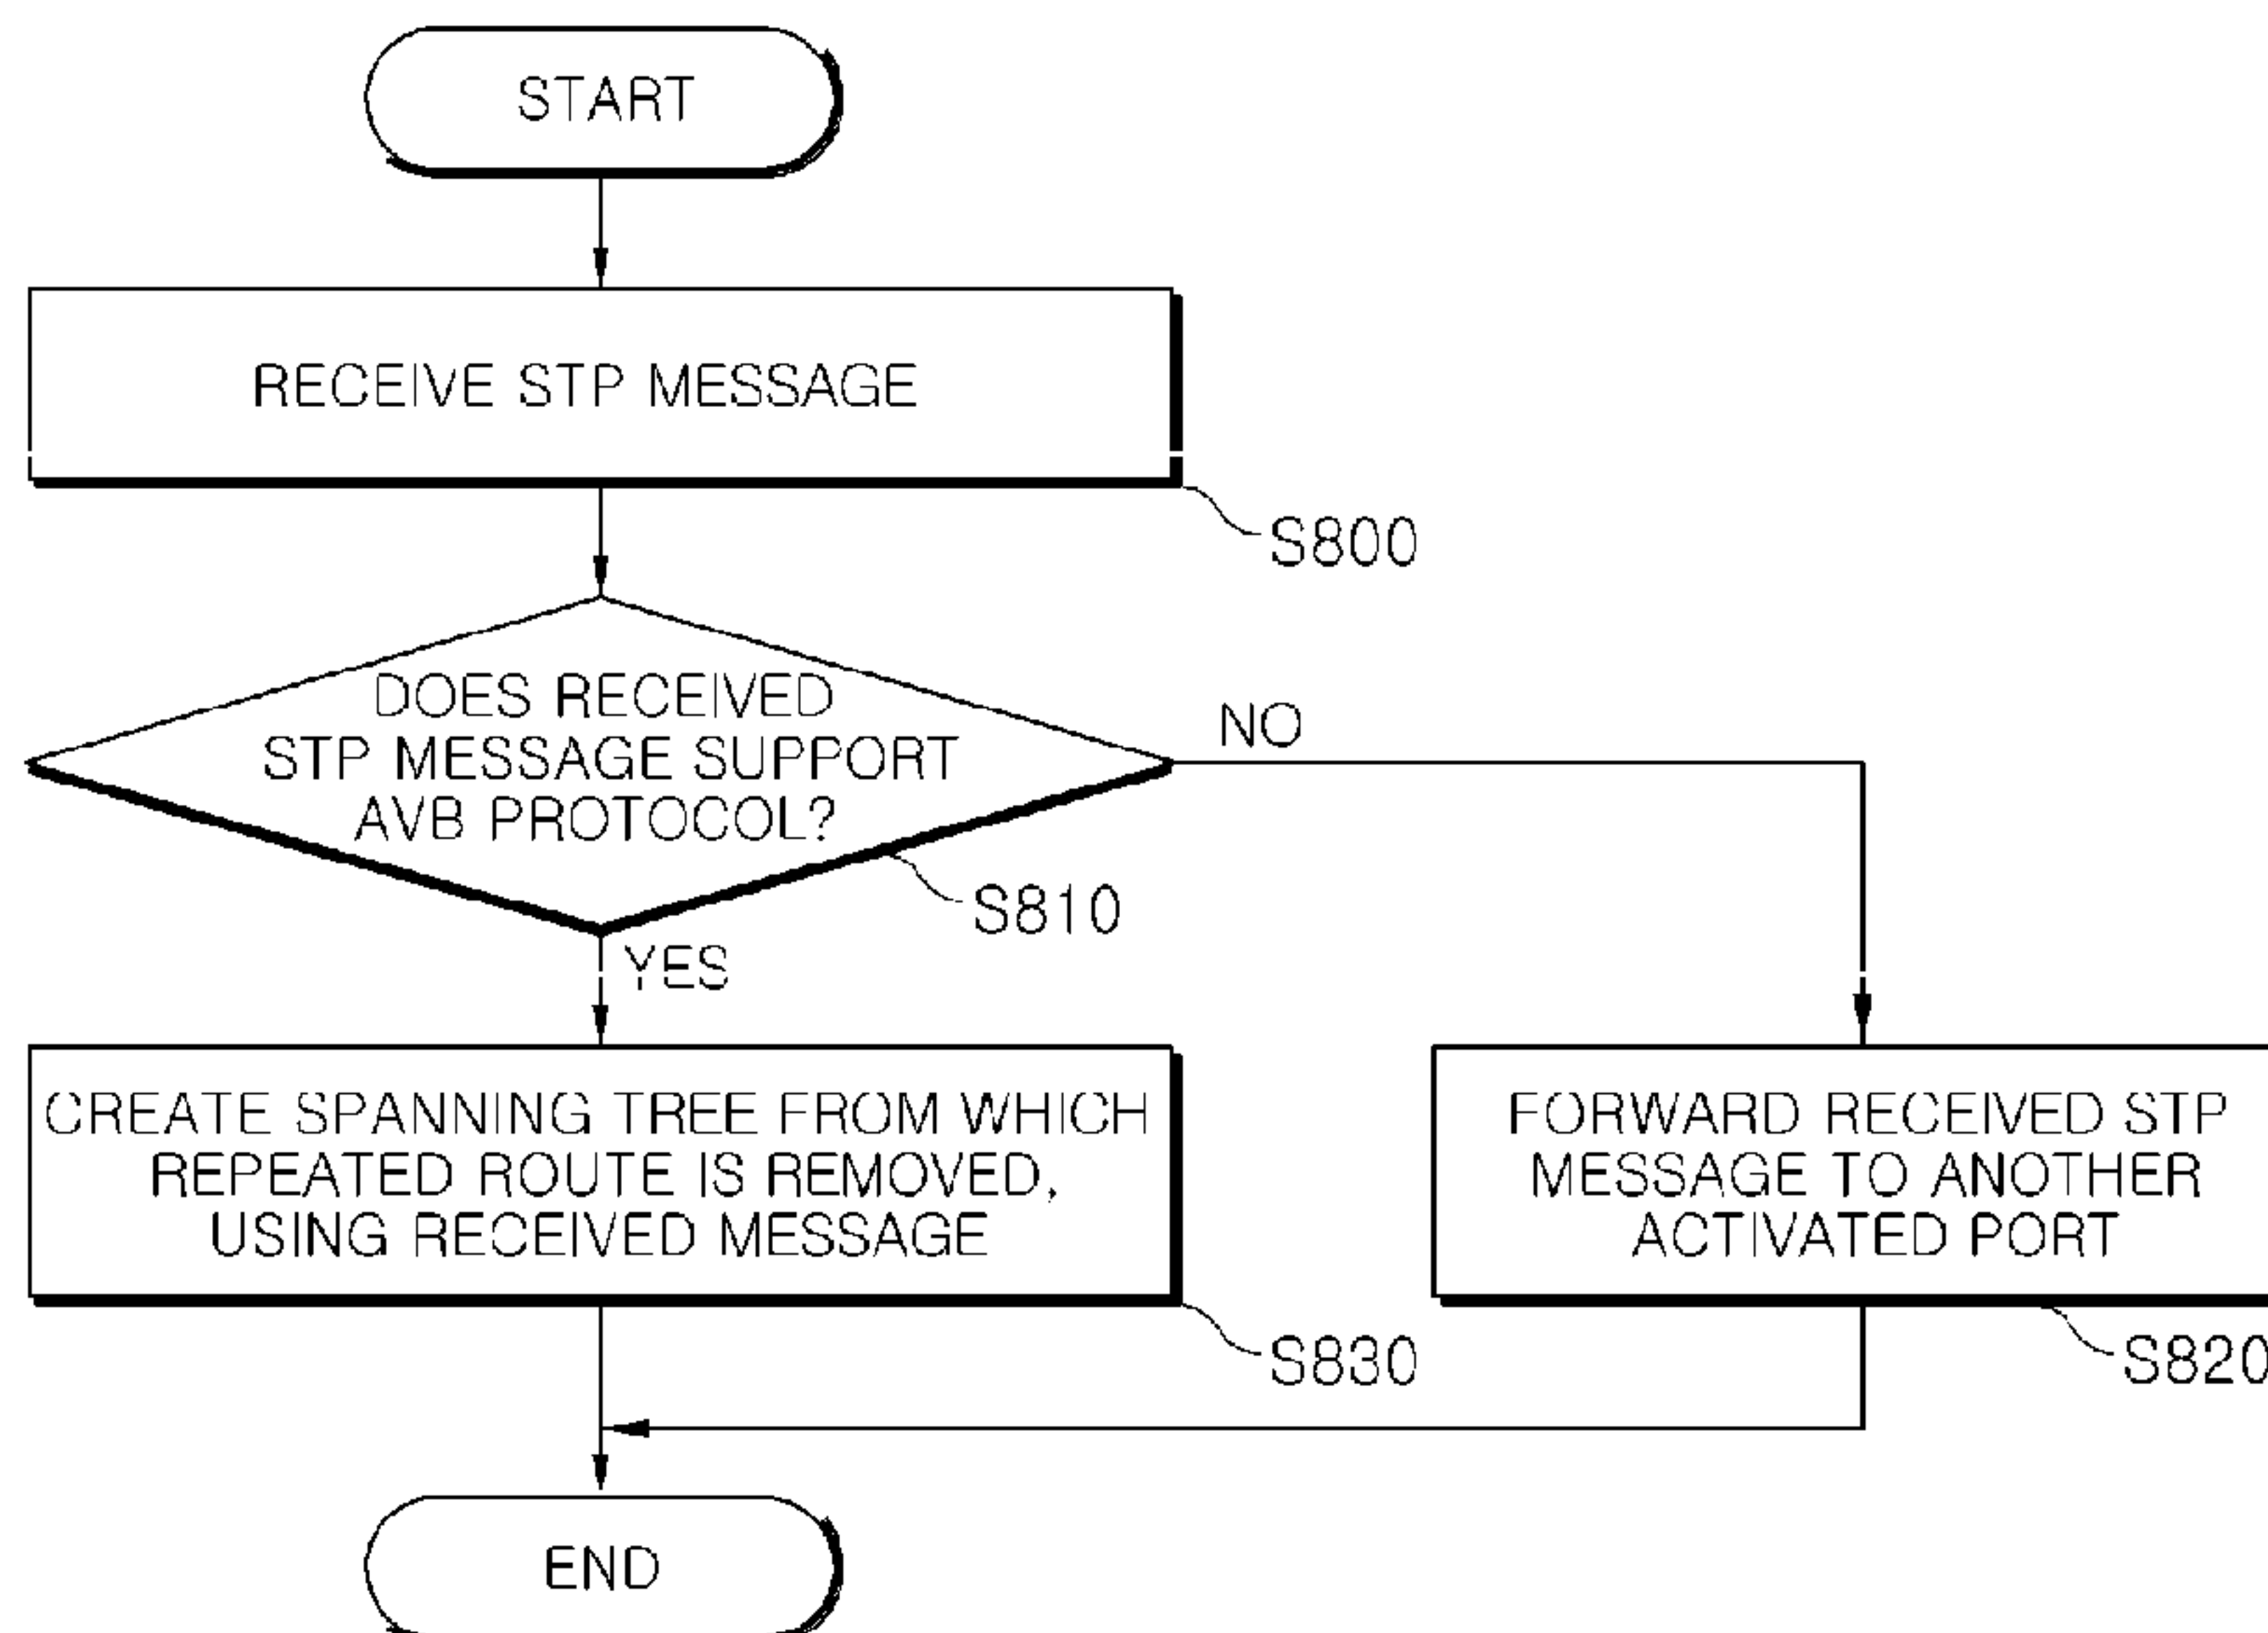 START
RECEIVE STP MESSAGE
S800
DOES RECEIVED
STP MESSAGE SUPPORT
AVB PROTOCOL?
NO
S810
YES
CREATE SPANNING TREE FROM WHICH
REPEATED ROUTE IS REMOVED,
USING RECEIVED MESSAGE
S830
FORWARD RECEIVED STP
MESSAGE TO ANOTHER
ACTIVATED PORT
S820
END